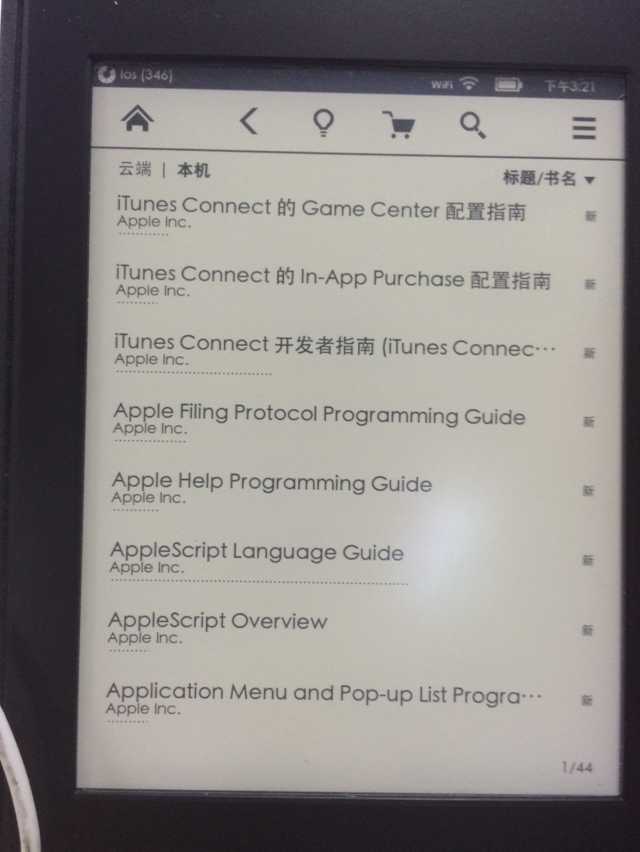 Ios (346)
WiFi
下午3:21
云端 | 本机
标题/书名
iTunes Connect 的 Game Center 配置指南
新
Apple Inc.
iTunes Connect 的 In-App Purchase 配置指南
新
Apple Inc.
iTunes Connect 开发者指南 (iTunes Connec···
新
Apple Inc.
Apple Filing Protocol Programming Guide
新
Apple Inc.
Apple Help Programming Guide
新
Apple Inc.
AppleScript Language Guide
新
Apple Inc.
AppleScript Overview
新
Apple Inc.
Application Menu and Pop-up List Progra···
新
Apple Inc.
1/44